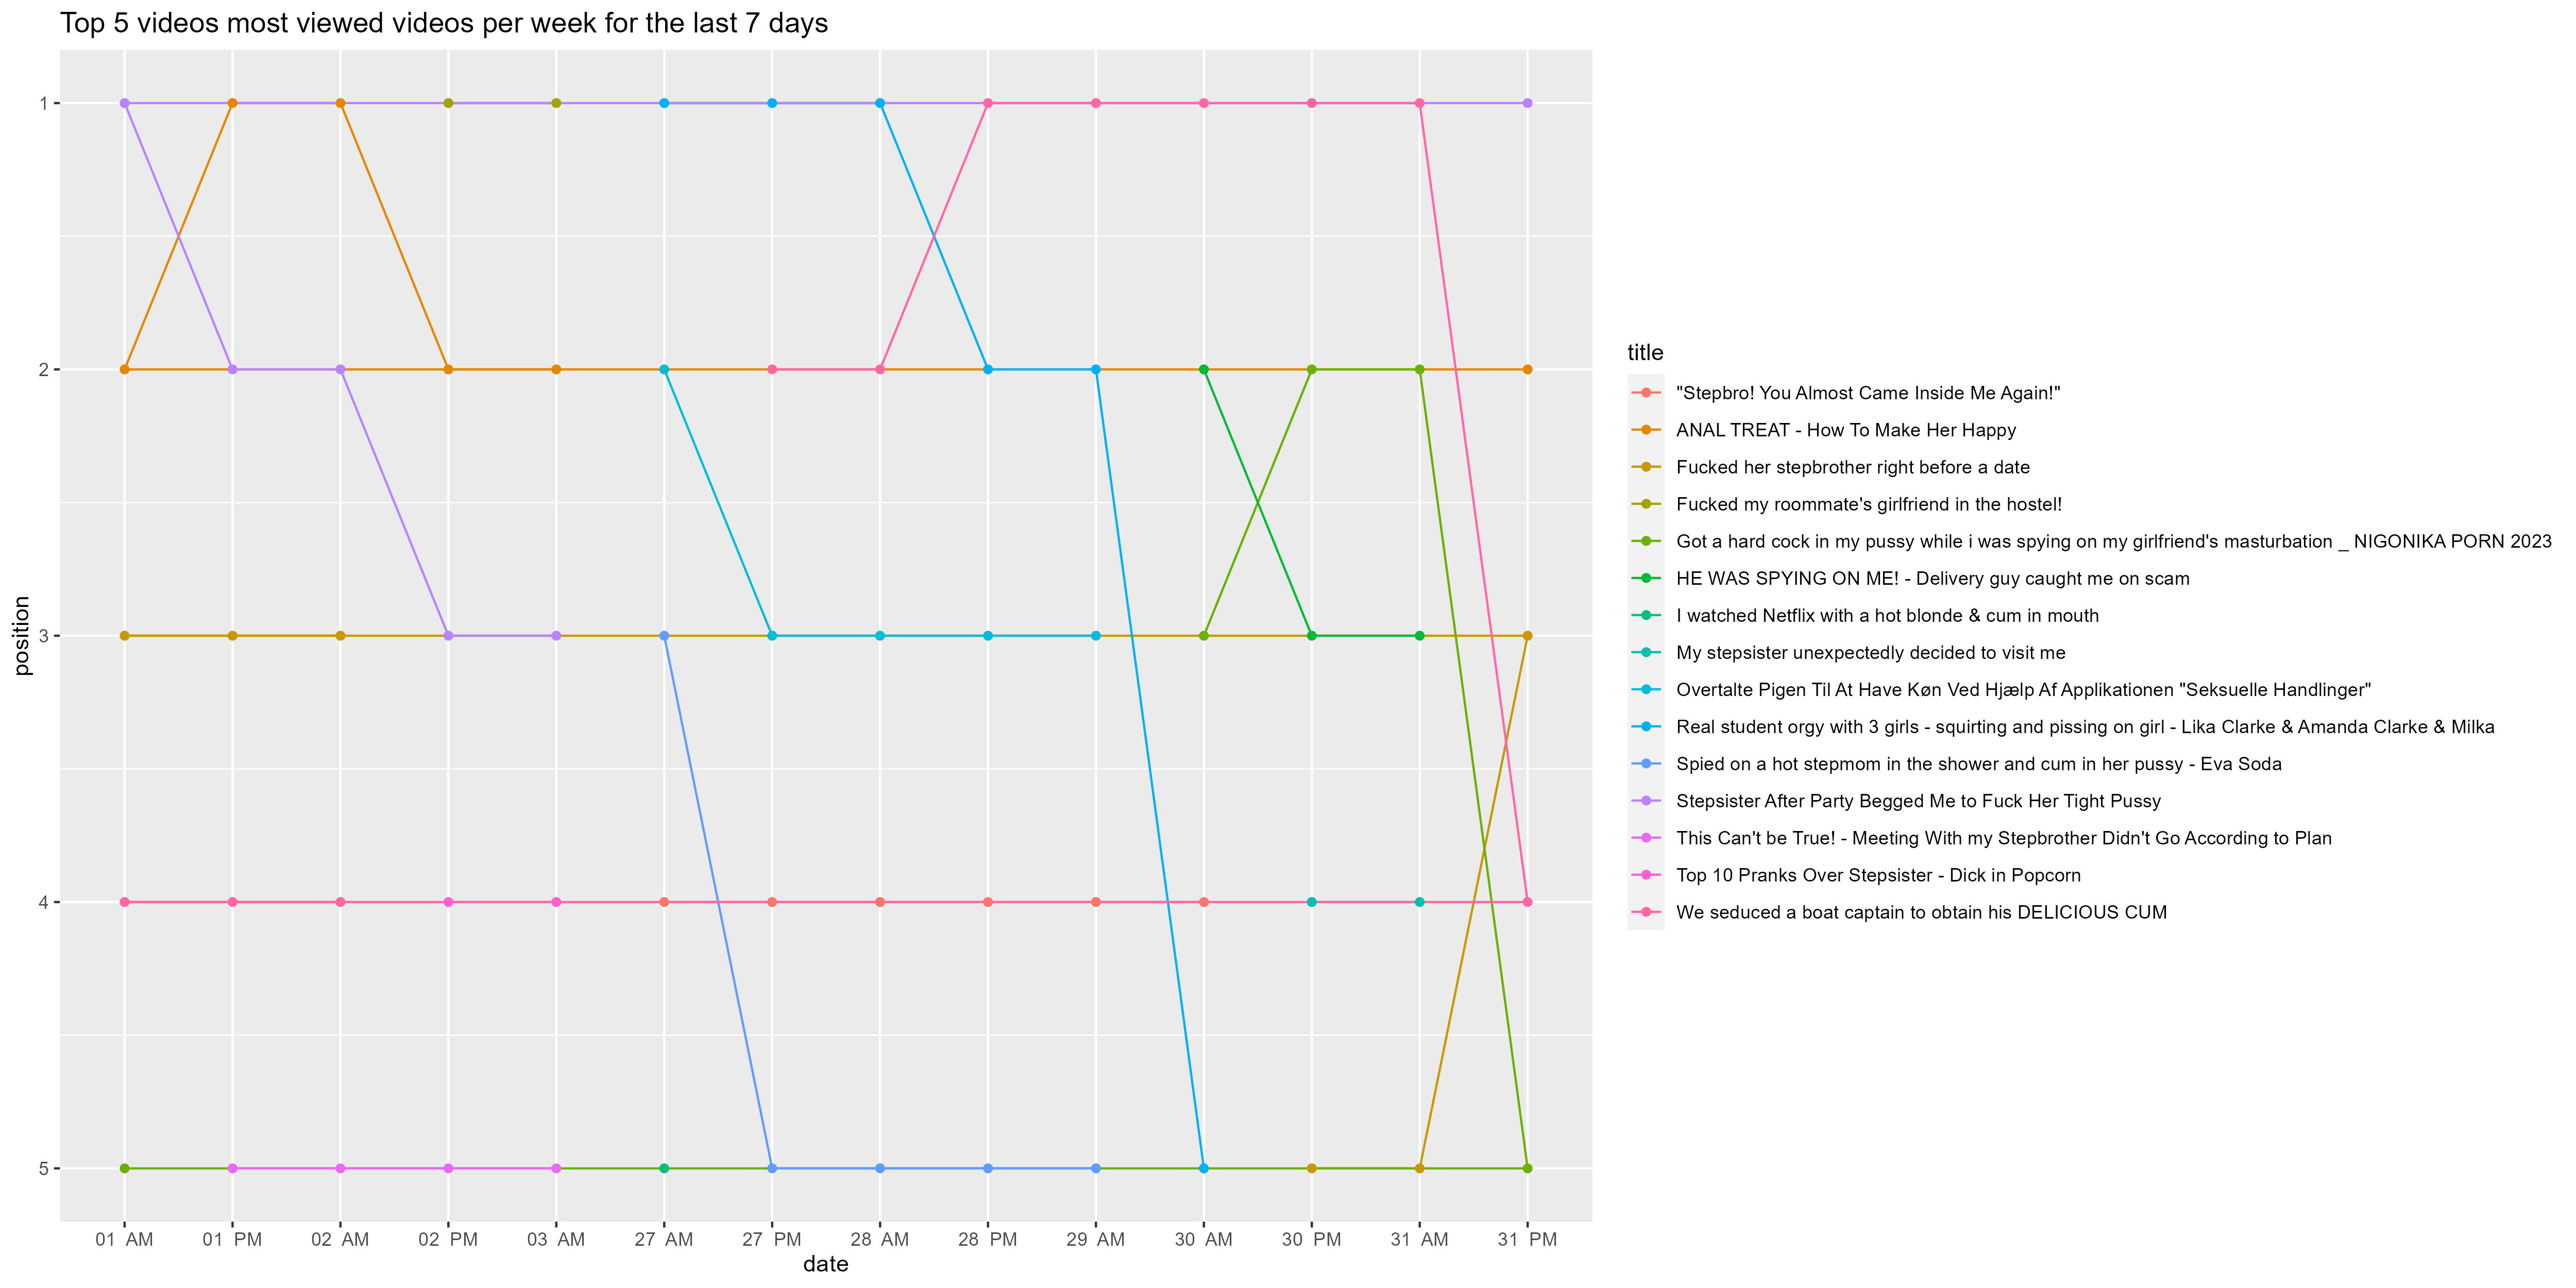 Top 5 videos most viewed videos per week for the last 7 days
1
2
3
4
5
position
01 AM
01 PM
02 AM
02 PM
03 AM
27 AM
27 PM
28 AM
28 PM
29 AM
30 AM
30 PM
31 AM
31 PM
date
title
"Stepbro! You Almost Came Inside Me Again!"
ANAL TREAT - How To Make Her Happy
Fucked her stepbrother right before a date
Fucked my roommate's girlfriend in the hostel!
Got a hard cock in my pussy while i was spying on my girlfriend's masturbation _ NIGONIKA PORN 2023
HE WAS SPYING ON ME! - Delivery guy caught me on scam
I watched Netflix with a hot blonde & cum in mouth
My stepsister unexpectedly decided to visit me
Overtalte Pigen Til At Have Køn Ved Hjælp Af Applikationen "Seksuelle Handlinger"
Real student orgy with 3 girls - squirting and pissing on girl - Lika Clarke & Amanda Clarke & Milka
Spied on a hot stepmom in the shower and cum in her pussy - Eva Soda
Stepsister After Party Begged Me to Fuck Her Tight Pussy
This Can't be True! - Meeting With my Stepbrother Didn't Go According to Plan
Top 10 Pranks Over Stepsister - Dick in Popcorn
We seduced a boat captain to obtain his DELICIOUS CUM